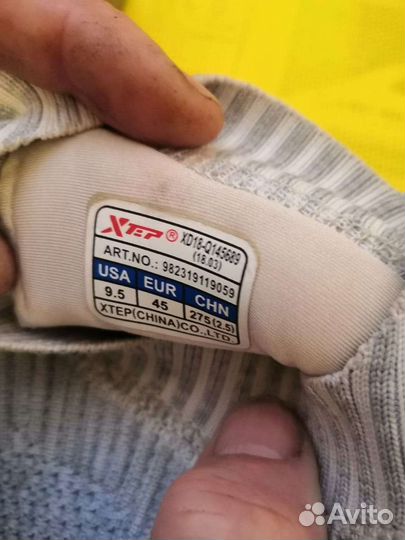 XTEP® XD18-Q145689
(18.03)
ART.NO.: 982319119059
USA EUR CHN
9.5 45 275(2.5)
XTEP(CHINA)CO.,LTD.
Avito